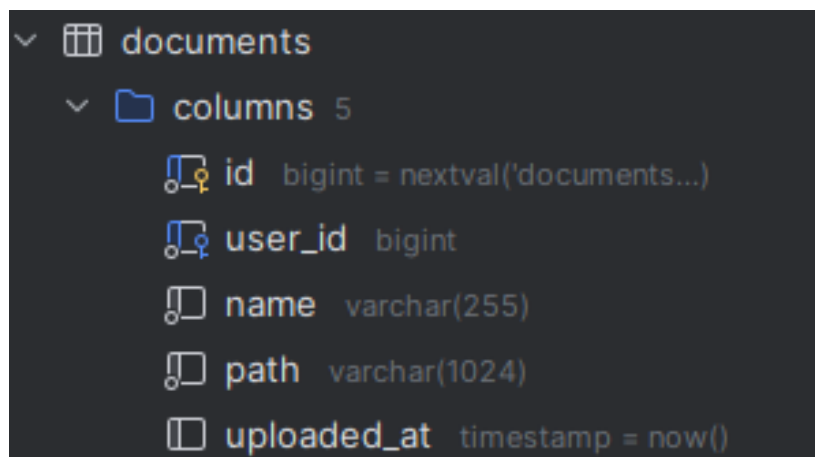 documents
columns 5
id bigint = nextval('documents...)
user_id bigint
name varchar(255)
path varchar(1024)
uploaded_at timestamp = now()